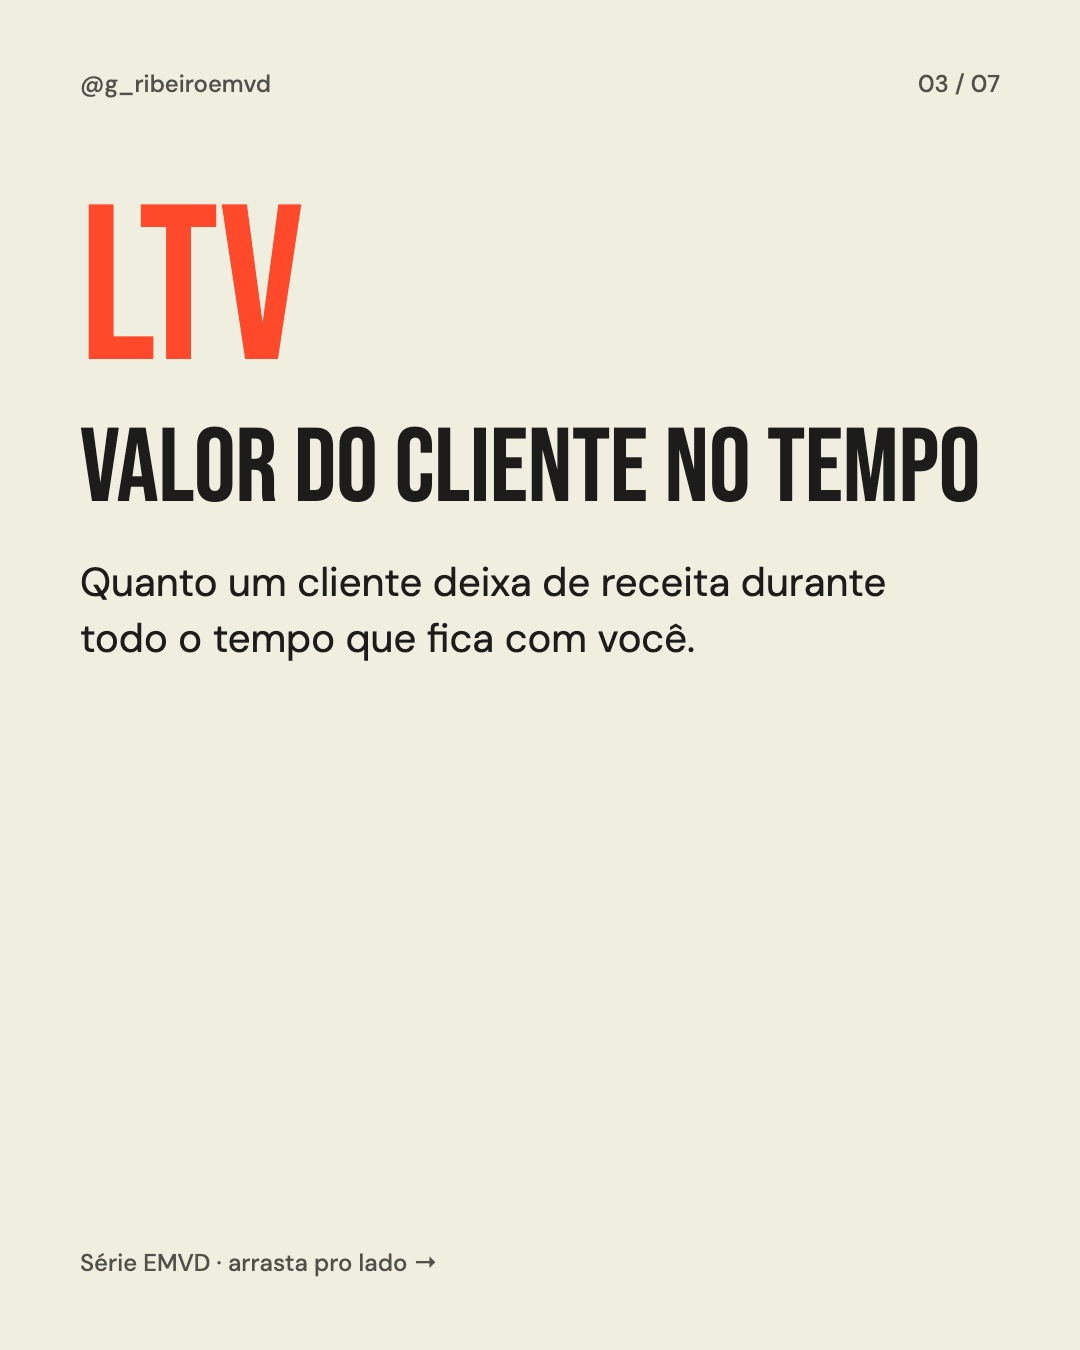 @g_ribeiroemvd
03 / 07
LTV
VALOR DO CLIENTE NO TEMPO
Quanto um cliente deixa de receita durante
todo o tempo que fica com você.
Série EMVD · arrasta pro lado →